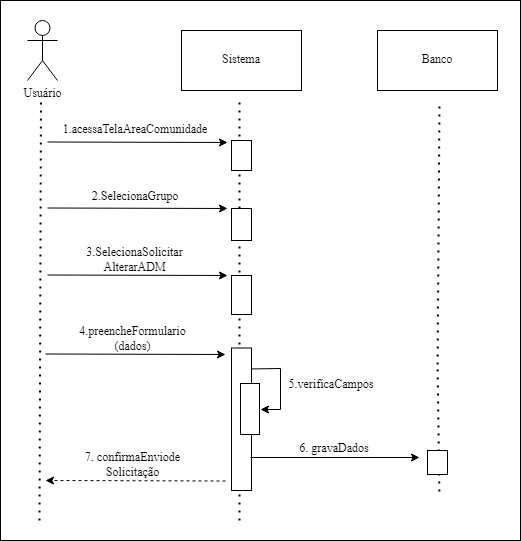 Usuário
Sistema
Banco
1.acessaTelaAreaComunidade
2.SelecionaGrupo
3.SelecionaSolicitar
AlterarADM
4.preencheFormulario
(dados)
5.verificaCampos
6. gravaDados
7. confirmaEnviode
Solicitação